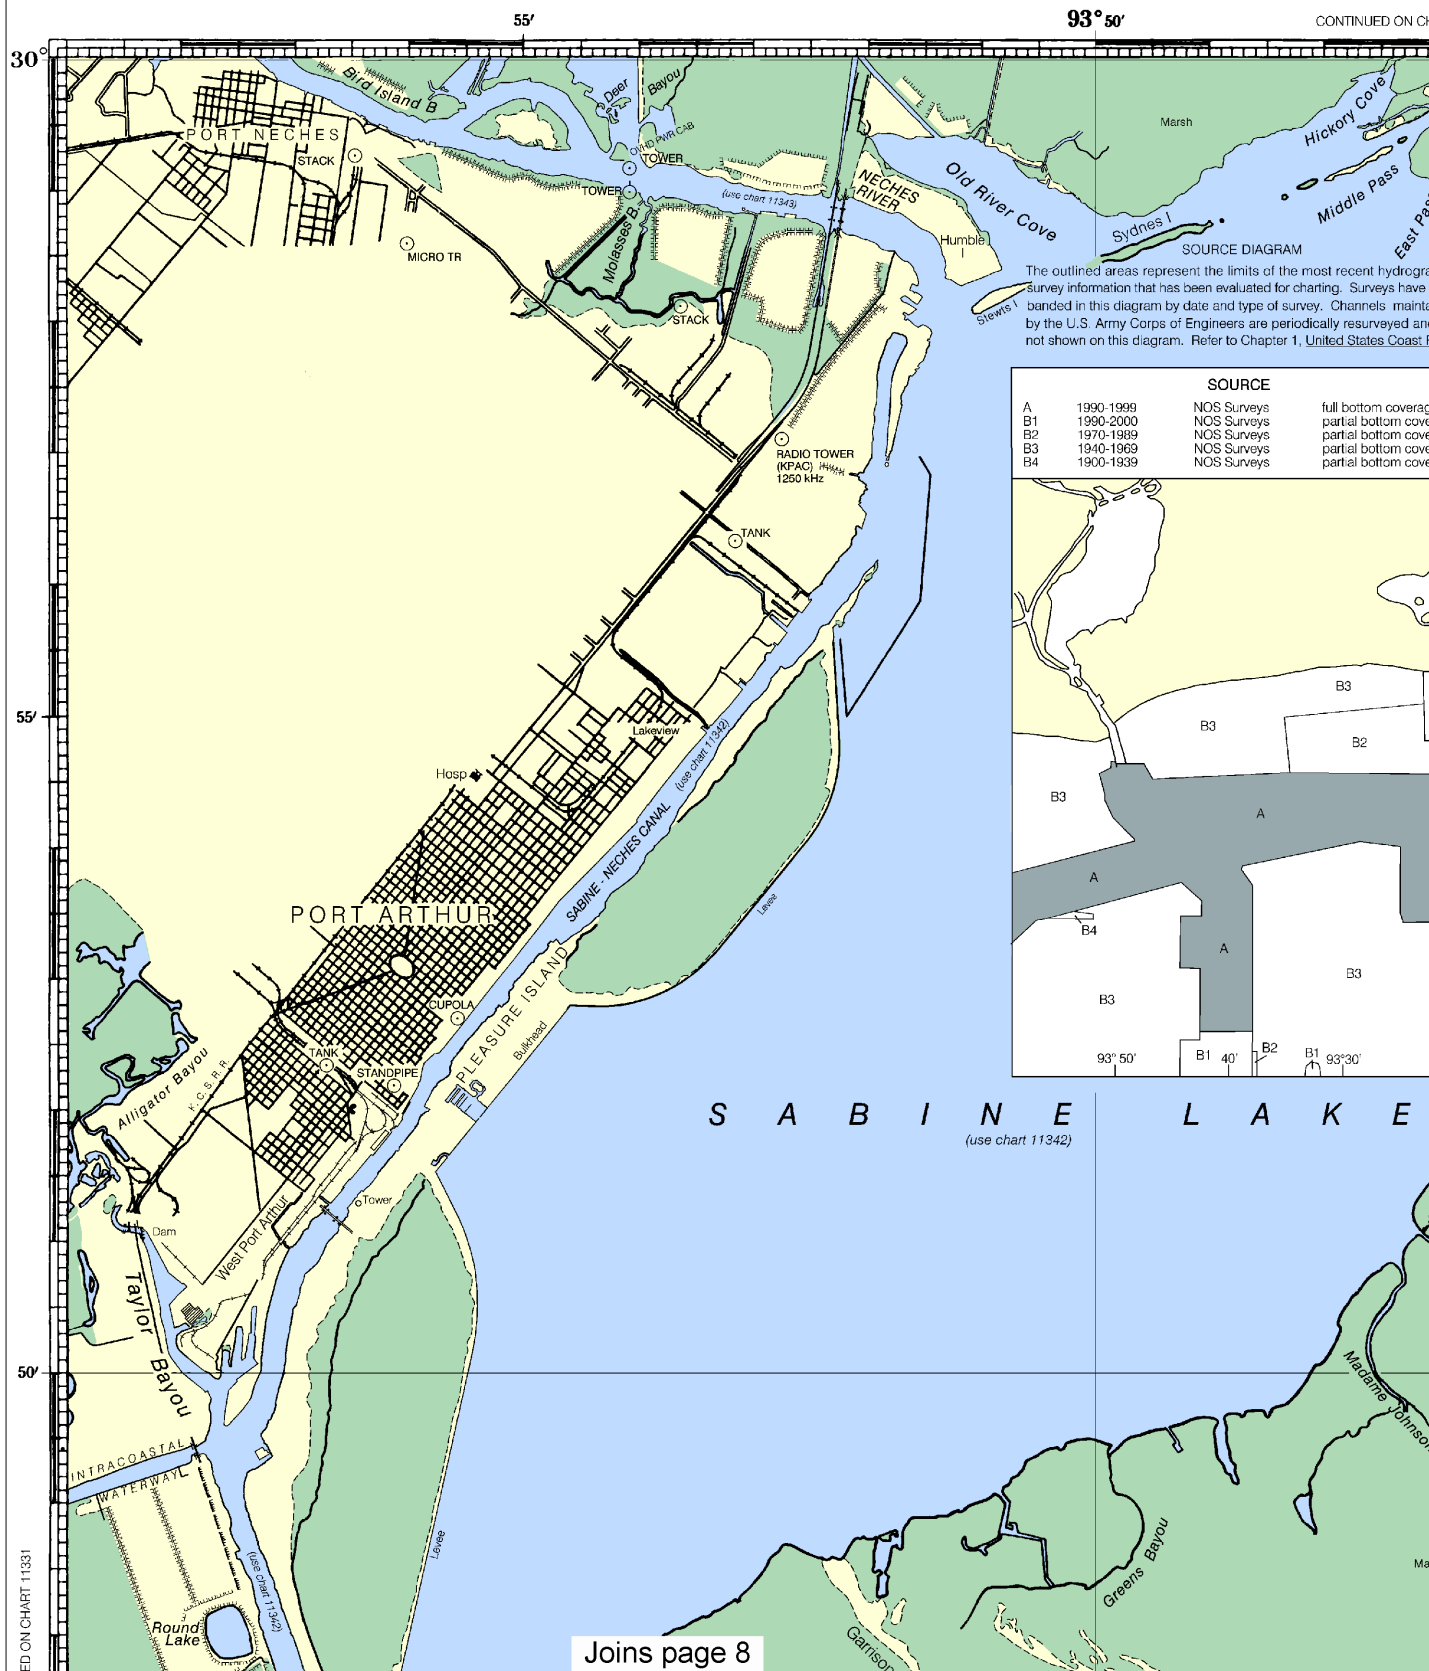 55′
93°50′
CONTINUED ON CH
30°
Bird Island B
Deer
Bayou
OVHD PWR CAB
PORT NECHES
STACK
TOWER
TOWER
(use chart 11343)
NECHES
RIVER
Old River Cove
Marsh
Hickory Cove
Middle Pass
East Pas
Sydnes I
Humble
I
Stewts I
MICRO TR
Molasses B.
STACK
SOURCE DIAGRAM
The outlined areas represent the limits of the most recent hydrogra
survey information that has been evaluated for charting. Surveys have
banded in this diagram by date and type of survey. Channels mainta
by the U.S. Army Corps of Engineers are periodically resurveyed and
not shown on this diagram. Refer to Chapter 1, United States Coast P
SOURCE
A 1990-1999 NOS Surveys full bottom coverag
B1 1990-2000 NOS Surveys partial bottom cove
B2 1970-1989 NOS Surveys partial bottom cove
B3 1940-1969 NOS Surveys partial bottom cove
B4 1900-1939 NOS Surveys partial bottom cove
RADIO TOWER
(KPAC)
1250 kHz
TANK
B3
B3
B2
B3
A
A
B4
A
B3
B3
93° 50′
B1
40′
B2
B1
93°30′
55′
Lakeview
(use chart 11342)
Hosp
SABINE - NECHES CANAL
PORT ARTHUR
Levee
CUPOLA
PLEASURE ISLAND
Bulkhead
TANK
STANDPIPE
Alligator Bayou
K. C. S. R. R.
SABINE LAKE
(use chart 11342)
Tower
Dam
West Port Arthur
Taylor Bayou
50′
Madame Johnson
INTRACOASTAL
WATERWAY
Levee
(use chart 11342)
Greens Bayou
Ma
Round
Lake
Garrison
ED ON CHART 11331
Joins page 8